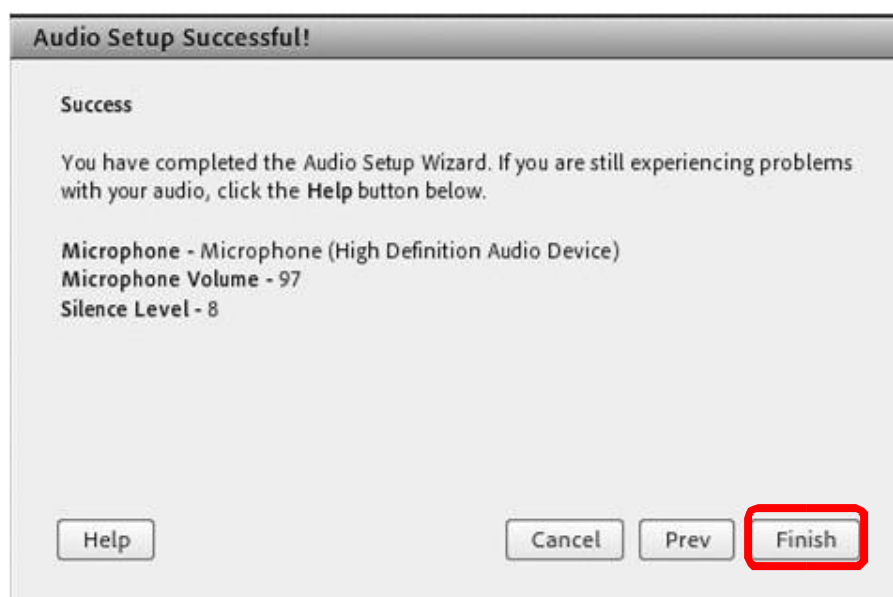 Audio Setup Successful!
Success
You have completed the Audio Setup Wizard. If you are still experiencing problems
with your audio, click the Help button below.
Microphone - Microphone (High Definition Audio Device)
Microphone Volume - 97
Silence Level - 8
Help Cancel Prev Finish